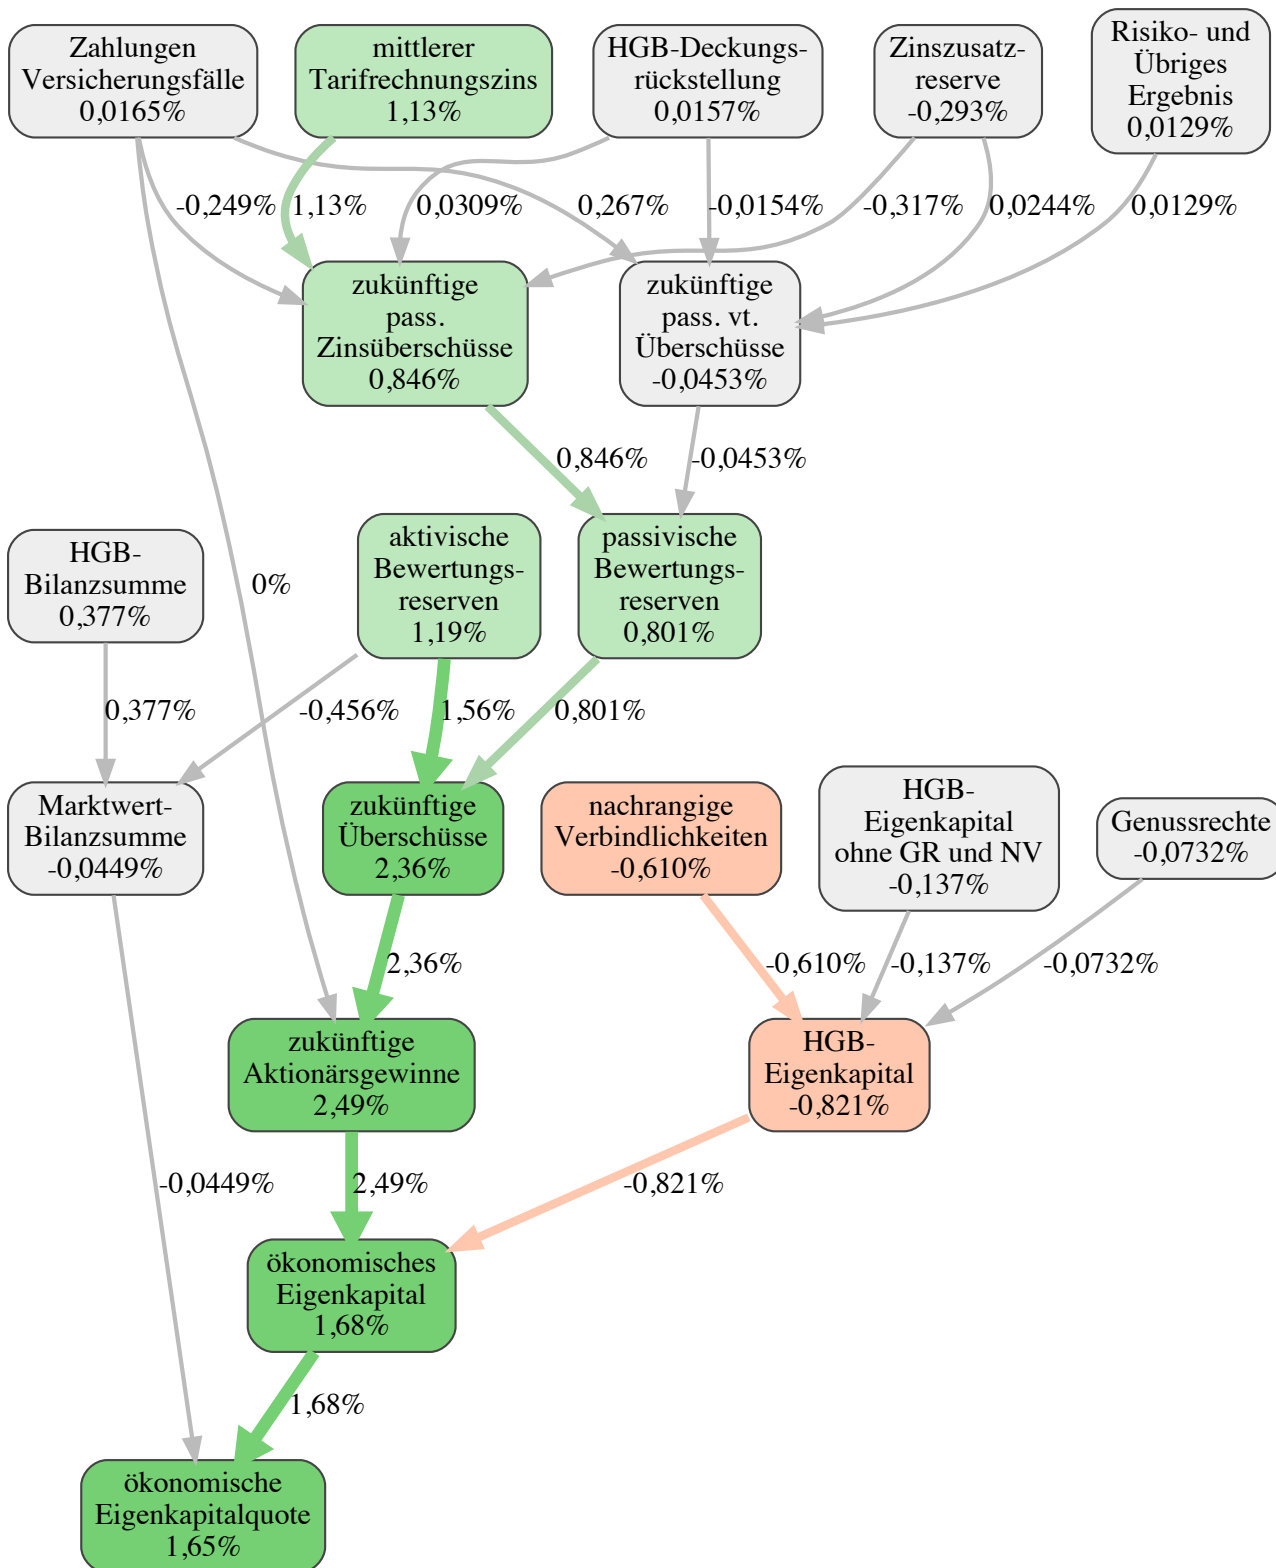 Zahlungen
Versicherungsfälle
0,0165%
mittlerer
Tarifrechnungszins
1,13%
HGB-Deckungs-
rückstellung
0,0157%
Zinszusatz-
reserve
-0,293%
Risiko- und
Übriges
Ergebnis
0,0129%
-0,249%
1,13%
0,0309%
0,267%
-0,0154%
-0,317%
0,0244%
0,0129%
zukünftige
pass.
Zinsüberschüsse
0,846%
zukünftige
pass. vt.
Überschüsse
-0,0453%
0,846%
-0,0453%
HGB-
Bilanzsumme
0,377%
0%
aktivische
Bewertungs-
reserven
1,19%
passivische
Bewertungs-
reserven
0,801%
0,377%
-0,456%
1,56%
0,801%
Marktwert-
Bilanzsumme
-0,0449%
zukünftige
Überschüsse
2,36%
nachrangige
Verbindlichkeiten
-0,610%
HGB-
Eigenkapital
ohne GR und NV
-0,137%
Genussrechte
-0,0732%
2,36%
-0,610%
-0,137%
-0,0732%
zukünftige
Aktionärsgewinne
2,49%
HGB-
Eigenkapital
-0,821%
-0,0449%
2,49%
-0,821%
ökonomisches
Eigenkapital
1,68%
1,68%
ökonomische
Eigenkapitalquote
1,65%